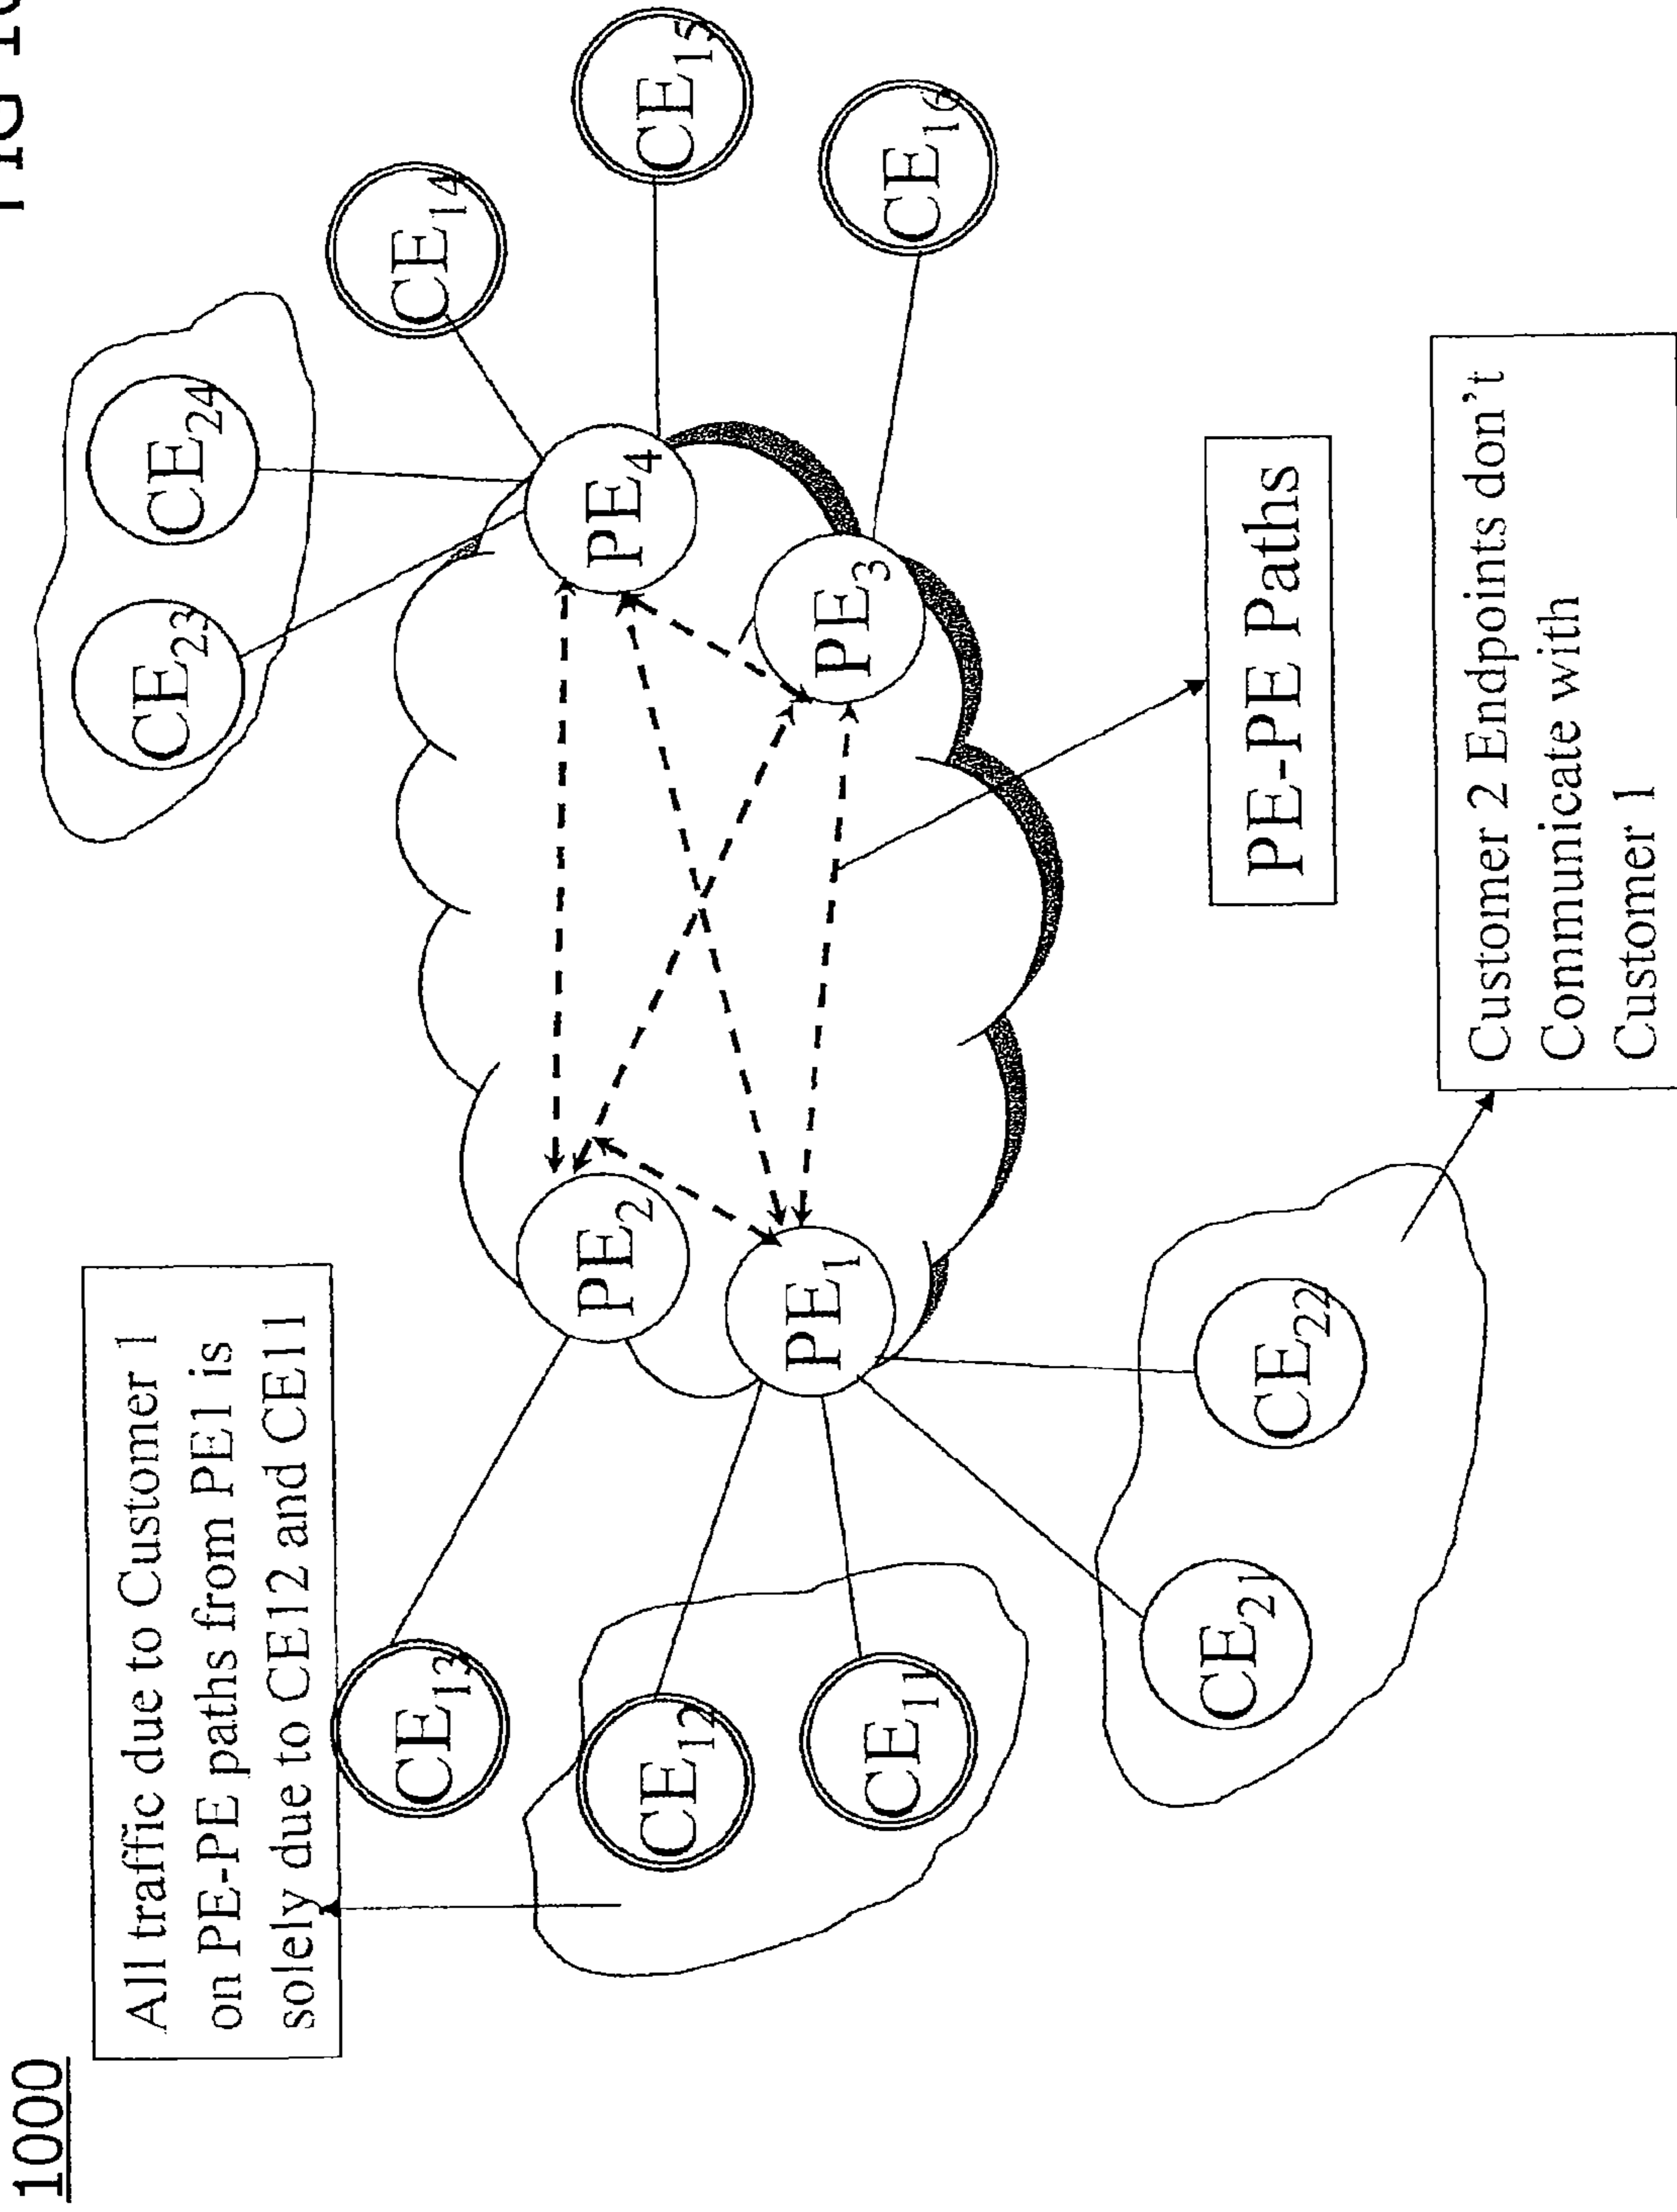 1000
All traffic due to Customer 1
on PE-PE paths from PE1 is
solely due to CE12 and CE11
CE13
CE12
CE11
CE21
CE22
PE2
PE1
CE23
CE24
PE4
PE3
CE14
CE15
CE16
PE-PE Paths
Customer 2 Endpoints don't
Communicate with
Customer 1